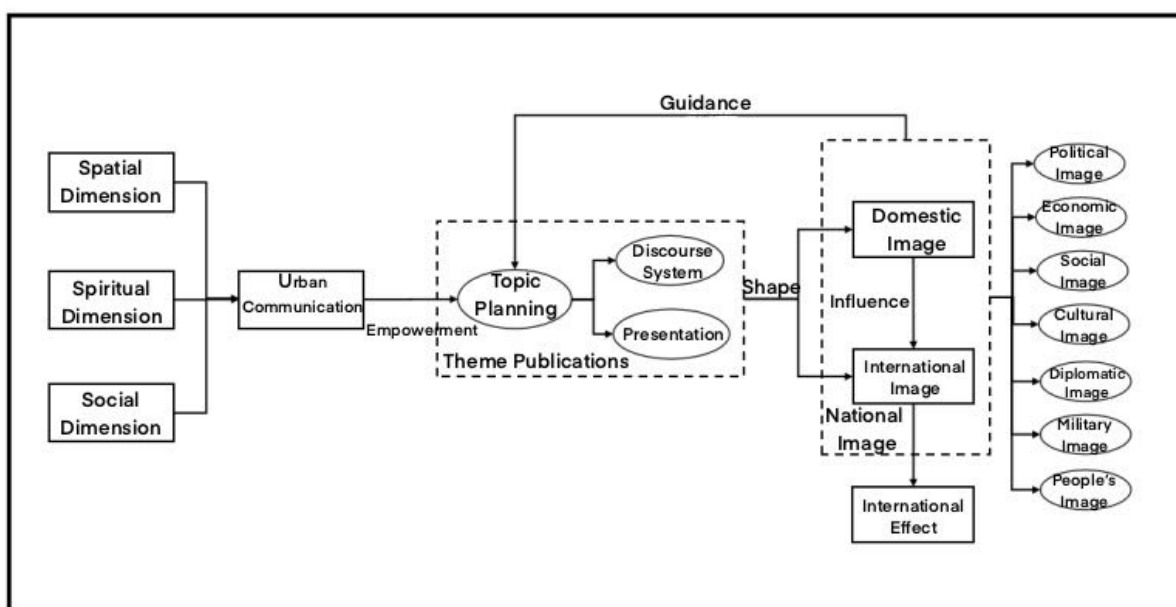 Guidance
Spatial
Dimension
Spiritual
Dimension
Social
Dimension
Urban
Communication
Empowerment
Topic
Planning
Discourse
System
Presentation
Theme Publications
Shape
Domestic
Image
Influence
International
Image
National
Image
International
Effect
Political
Image
Economic
Image
Social
Image
Cultural
Image
Diplomatic
Image
Military
Image
People's
Image